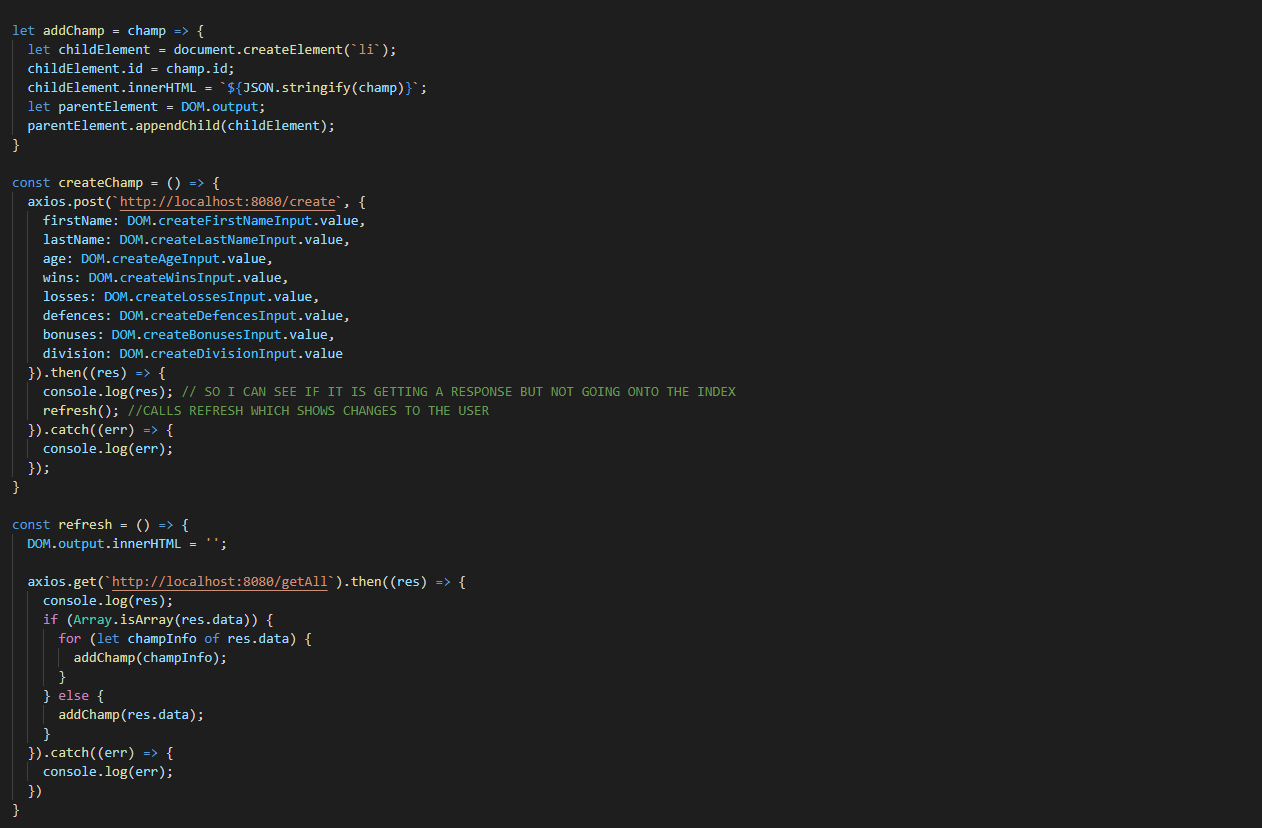 let addChamp = champ => {
  let childElement = document.createElement(`li`);
  childElement.id = champ.id;
  childElement.innerHTML = `${JSON.stringify(champ)}`;
  let parentElement = DOM.output;
  parentElement.appendChild(childElement);
}

const createChamp = () => {
  axios.post(`http://localhost:8080/create`, {
    firstName: DOM.createFirstNameInput.value,
    lastName: DOM.createLastNameInput.value,
    age: DOM.createAgeInput.value,
    wins: DOM.createWinsInput.value,
    losses: DOM.createLossesInput.value,
    defences: DOM.createDefencesInput.value,
    bonuses: DOM.createBonusesInput.value,
    division: DOM.createDivisionInput.value
  }).then((res) => {
    console.log(res); // SO I CAN SEE IF IT IS GETTING A RESPONSE BUT NOT GOING ONTO THE INDEX
    refresh(); //CALLS REFRESH WHICH SHOWS CHANGES TO THE USER
  }).catch((err) => {
    console.log(err);
  });
}

const refresh = () => {
  DOM.output.innerHTML = '';

  axios.get(`http://localhost:8080/getAll`).then((res) => {
    console.log(res);
    if (Array.isArray(res.data)) {
      for (let champInfo of res.data) {
        addChamp(champInfo);
      }
    } else {
      addChamp(res.data);
    }
  }).catch((err) => {
    console.log(err);
  })
}